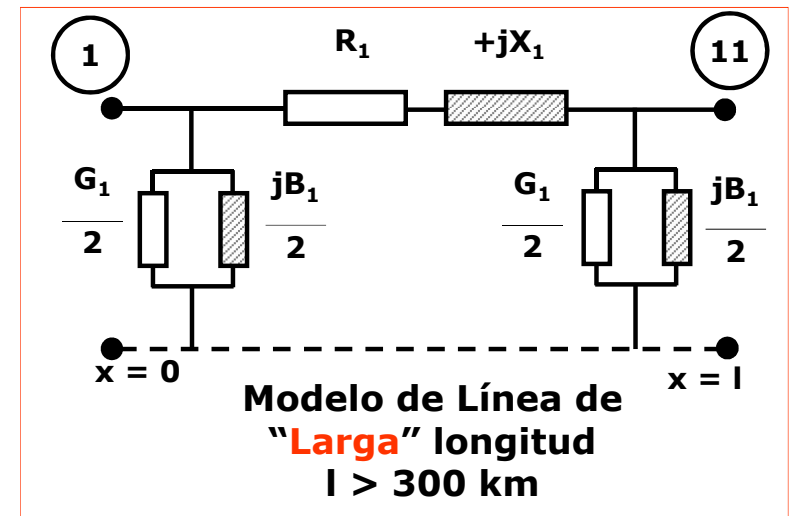 1
R₁
+jX₁
11
G₁
2
jB₁
2
G₁
2
jB₁
2
x = 0
x = l
Modelo de Línea de
“Larga” longitud
l > 300 km